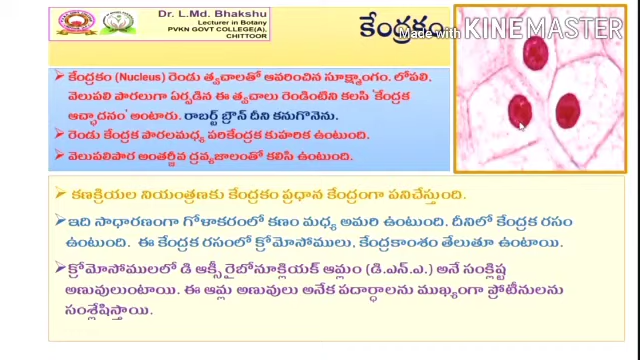 Dr. L.Md. Bhakshu
Lecturer in Botany
PVKN GOVT COLLEGE(A),
CHITTOOR
కేంద్రకం
Made with KINEMASTER
➢ కేంద్రకం (Nucleus) రెండు త్వచాలతో ఆవరించిన సూక్ష్మాంగం. లోపలి,
వెలుపలి పొరలుగా ఏర్పడిన ఈ త్వచాలు రెండింటిని కలిసి 'కేంద్రక
ఆచ్ఛాదనం' అంటారు. రాబర్ట్ బ్రౌన్ దీని కనుగొనెను.
➢ రెండు కేంద్రక పొరలమధ్య పరికేంద్రక కుహరిక ఉంటుంది.
➢ వెలుపలిపొర అంతర్జీవ ద్రవ్యజాలంతో కలిసి ఉంటుంది.
➢ కణక్రియల నియంత్రణకు కేంద్రకం ప్రధాన కేంద్రంగా పనిచేస్తుంది.
➢ ఇది సాధారణంగా గోళాకరంలో కణం మధ్య అమరి ఉంటుంది. దీనిలో కేంద్రక రసం
ఉంటుంది. ఈ కేంద్రక రసంలో క్రోమోసోములు, కేంద్రకాంశం తేలుతూ ఉంటాయి.
➢ క్రోమోసోములలో డి ఆక్సీ రైబోనూక్లియక్ ఆమ్లం (డి.ఎన్.ఎ) అనే సంక్లిష్ట
అణువులుంటాయి. ఈ ఆమ్ల అణువులు అనేక పదార్ధాలను ముఖ్యంగా ప్రోటీనులను
సంశ్లేషిస్తాయి.